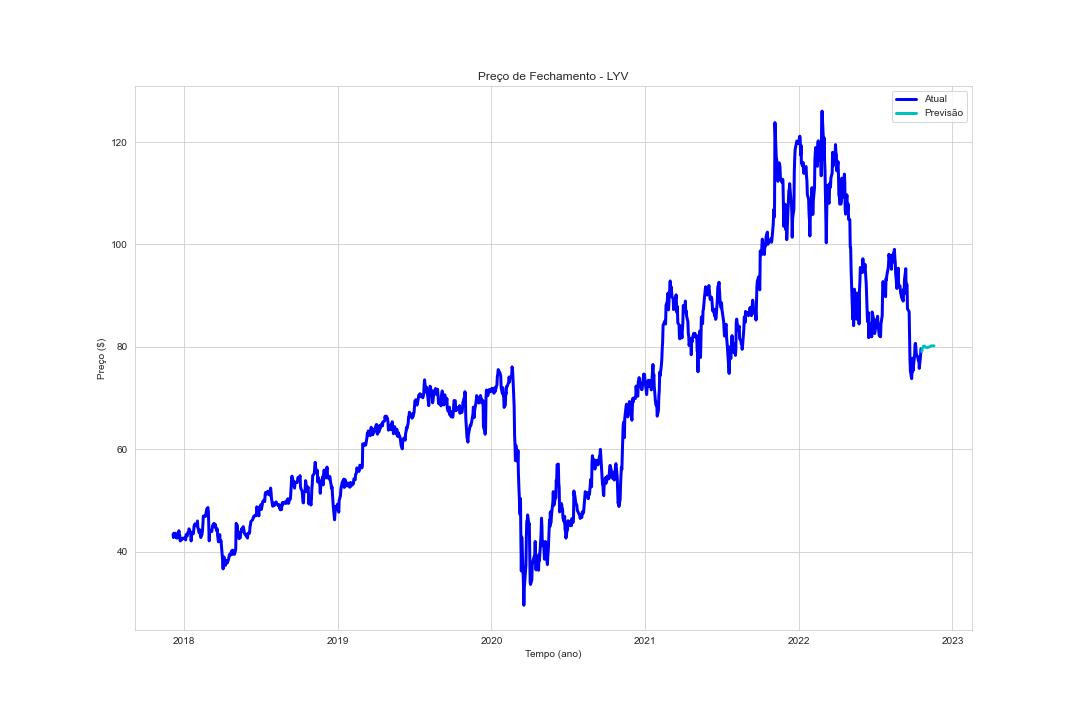 Preço de Fechamento - LYV
Atual
Previsão
120
100
80
60
40
Preço ($)
2018
2019
2020
2021
2022
2023
Tempo (ano)